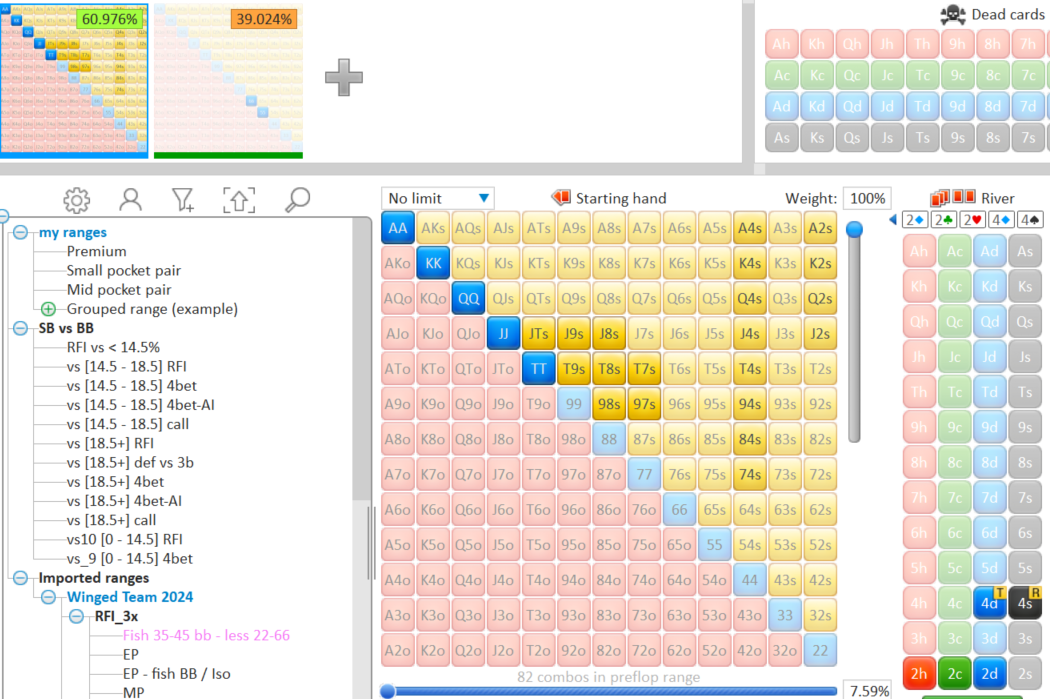 60.976%
39.024%
Dead cards
Ah Kh Qh Jh Th 9h 8h 7h
Ac Kc Qc Jc Tc 9c 8c 7c
Ad Kd Qd Jd Td 9d 8d 7d
As Ks Qs Js Ts 9s 8s 7s
my ranges
Premium
Small pocket pair
Mid pocket pair
Grouped range (example)
SB vs BB
RFI vs < 14.5%
vs [14.5 - 18.5] RFI
vs [14.5 - 18.5] 4bet
vs [14.5 - 18.5] 4bet-AI
vs [14.5 - 18.5] call
vs [18.5+] RFI
vs [18.5+] def vs 3b
vs [18.5+] 4bet
vs [18.5+] 4bet-AI
vs [18.5+] call
vs10 [0 - 14.5] RFI
vs_9 [0 - 14.5] 4bet
Imported ranges
Winged Team 2024
RFI_3x
Fish 35-45 bb - less 22-66
EP
EP - fish BB / Iso
MP
No limit
Starting hand
Weight: 100%
AA AKs AQs AJs ATs A9s A8s A7s A6s A5s A4s A3s A2s
AKo KK KQs KJs KTs K9s K8s K7s K6s K5s K4s K3s K2s
AQo KQo QQ QJs QTs Q9s Q8s Q7s Q6s Q5s Q4s Q3s Q2s
AJo KJo QJo JJ JTs J9s J8s J7s J6s J5s J4s J3s J2s
ATo KTo QTo JTo TT T9s T8s T7s T6s T5s T4s T3s T2s
A9o K9o Q9o J9o T9o 99 98s 97s 96s 95s 94s 93s 92s
A8o K8o Q8o J8o T8o 98o 88 87s 86s 85s 84s 83s 82s
A7o K7o Q7o J7o T7o 97o 87o 77 76s 75s 74s 73s 72s
A6o K6o Q6o J6o T6o 96o 86o 76o 66 65s 64s 63s 62s
A5o K5o Q5o J5o T5o 95o 85o 75o 65o 55 54s 53s 52s
A4o K4o Q4o J4o T4o 94o 84o 74o 64o 54o 44 43s 42s
A3o K3o Q3o J3o T3o 93o 83o 73o 63o 53o 43o 33 32s
A2o K2o Q2o J2o T2o 92o 82o 72o 62o 52o 42o 32o 22
82 combos in preflop range
7.59%
River
2♦ 2♣ 2♥ 4♦ 4♠
Ah Ac Ad As
Kh Kc Kd Ks
Qh Qc Qd Qs
Jh Jc Jd Js
Th Tc Td Ts
9h 9c 9d 9s
8h 8c 8d 8s
7h 7c 7d 7s
6h 6c 6d 6s
5h 5c 5d 5s
4h 4c 4d T 4s R
3h 3c 3d 3s
2h 2c 2d 2s